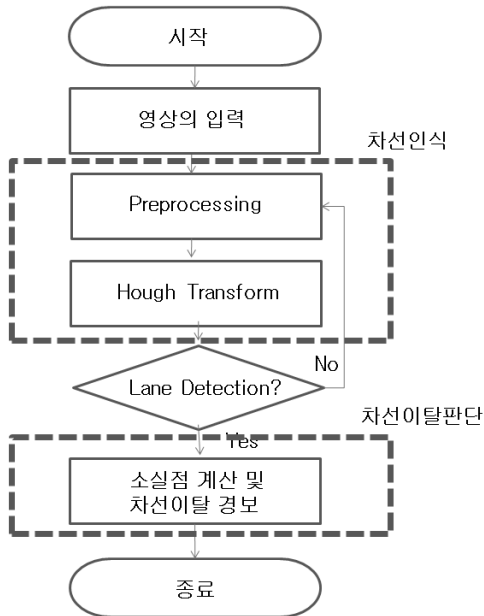 시작
영상의 입력
차선인식
Preprocessing
Hough Transform
No
Lane Detection?
차선이탈판단
Yes
소실점 계산 및
차선이탈 경보
종료